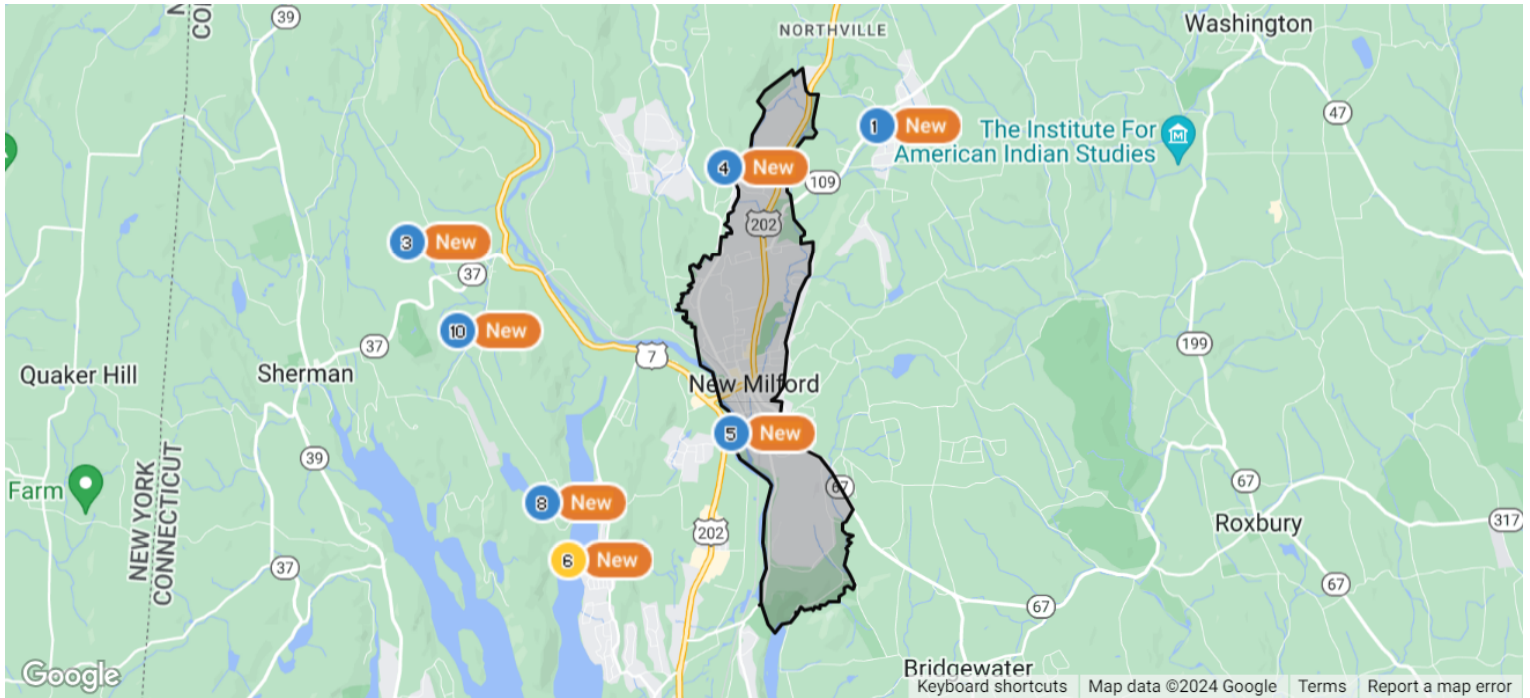 NORTHVILLE
Washington
39
1 New
The Institute For
American Indian Studies
47
4 New
109
202
3 New
37
10 New
37
7
199
Quaker Hill
Sherman
New Milford
5 New
39
67
67
Farm
8 New
317
Roxbury
NEW YORK
CONNECTICUT
202
6 New
37
67
67
Bridgewater
Google
Keyboard shortcuts
Map data ©2024 Google
Terms
Report a map error